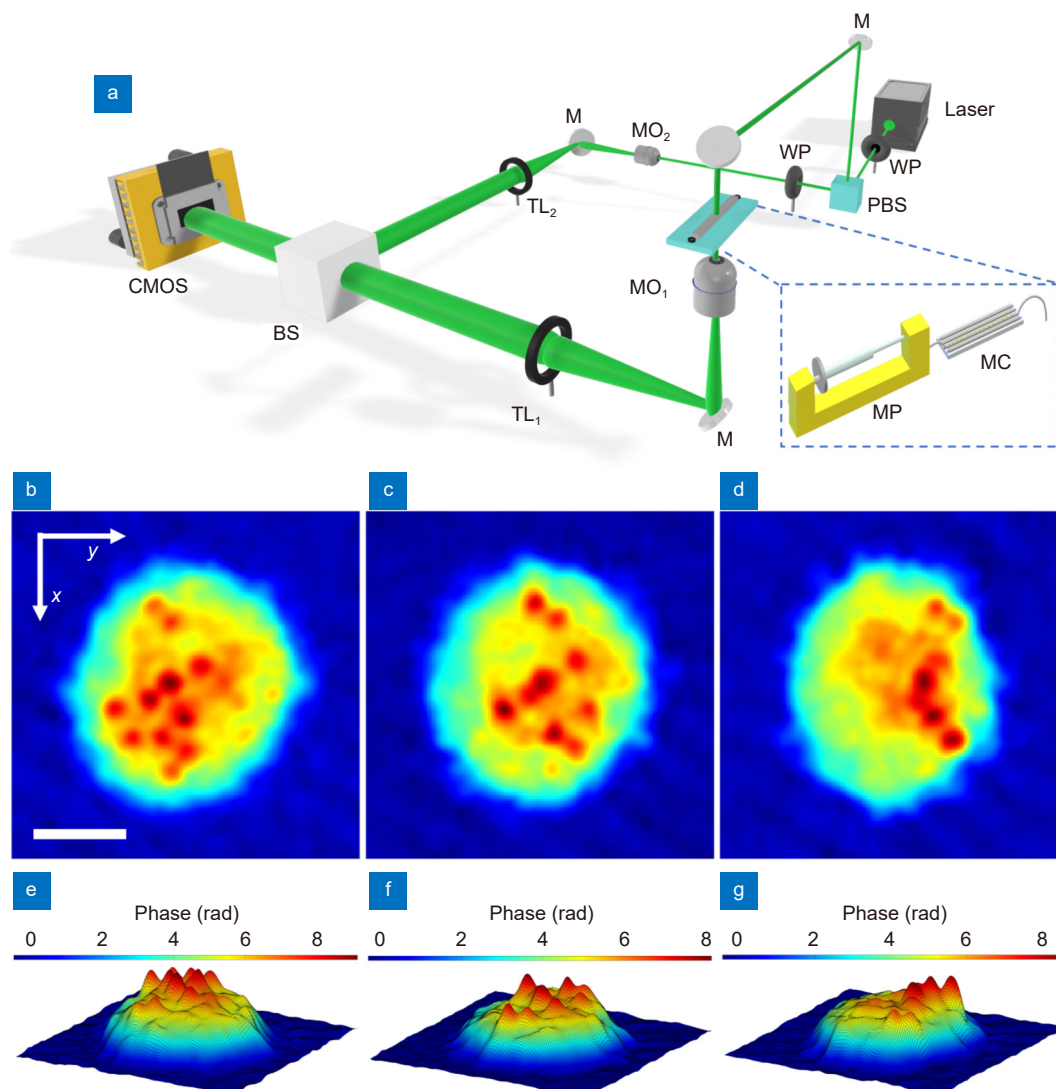 a
M
Laser
M
MO₂
WP
WP
PBS
TL₂
CMOS
MO₁
BS
MC
MP
TL₁
M
b
c
d
y
x
e
f
g
Phase (rad)
Phase (rad)
Phase (rad)
0 2 4 6 8
0 2 4 6 8
0 2 4 6 8